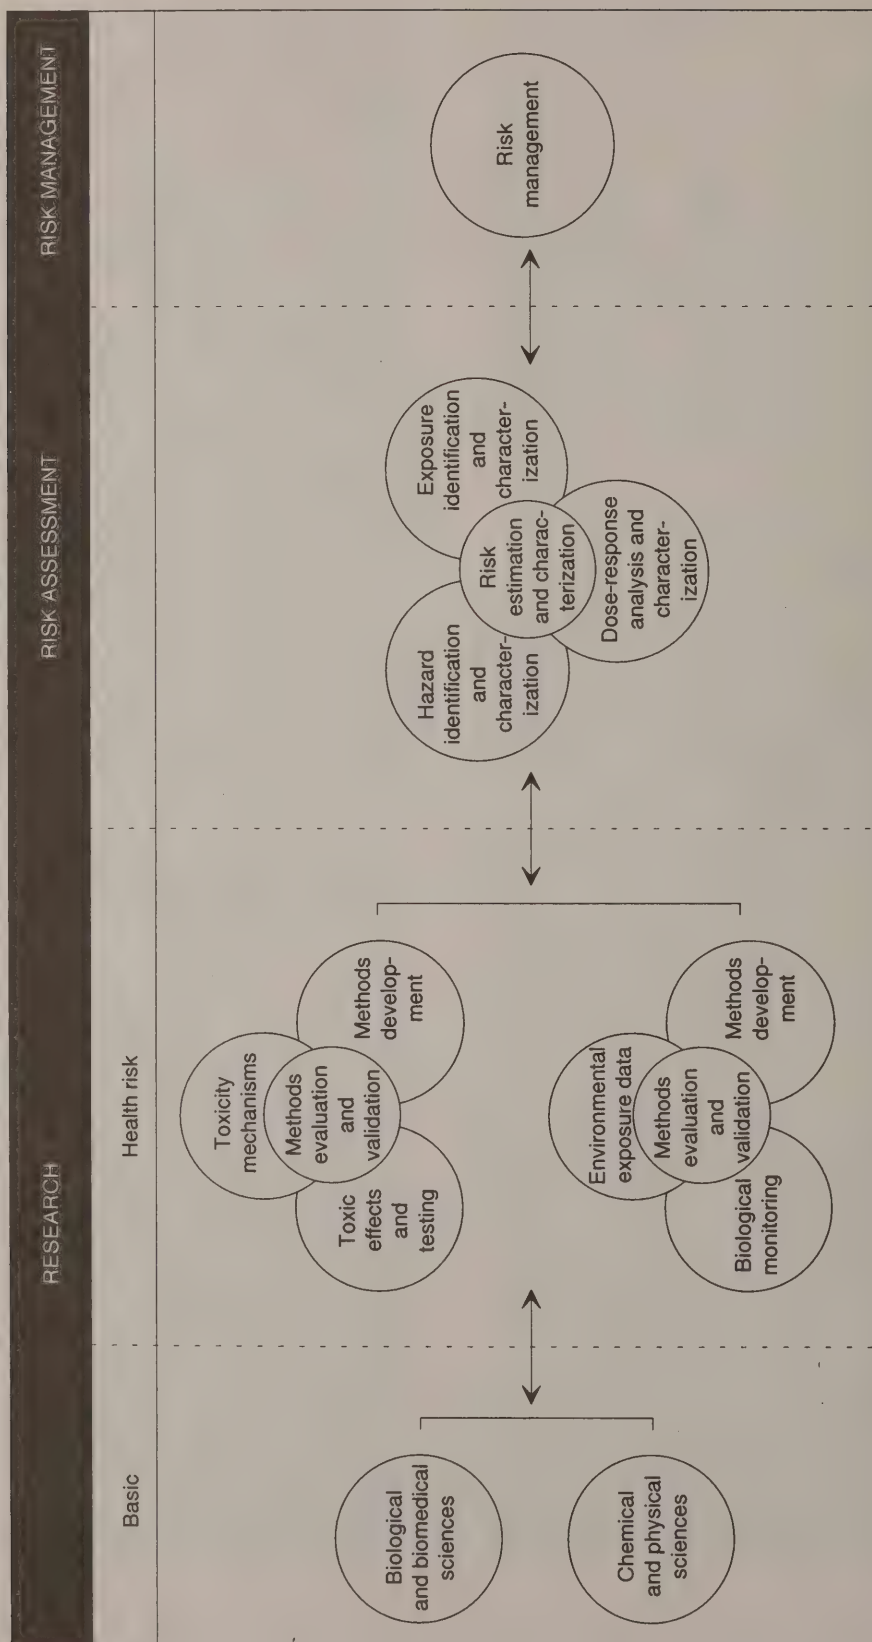 RESEARCH
RISK ASSESSMENT
RISK MANAGEMENT
Basic
Health risk
Biological
and biomedical
sciences
Chemical
and physical
sciences
Toxicity
mechanisms
Methods
evaluation
and
validation
Toxic
effects
and
testing
Methods
develop-
ment
Environmental
exposure data
Methods
evaluation
and
validation
Biological
monitoring
Methods
develop-
ment
Hazard
identification
and
character-
ization
Exposure
identification
and
character-
ization
Risk
estimation
and charac-
terization
Dose-response
analysis and
character-
ization
Risk
management